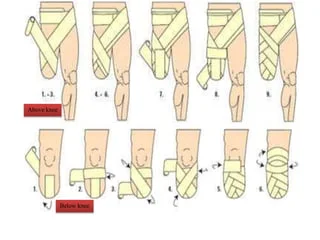 1. - 3.
4. - 6.
7.
8.
9.
Above knee
1.
2.
3.
4.
5.
6.
Below knee